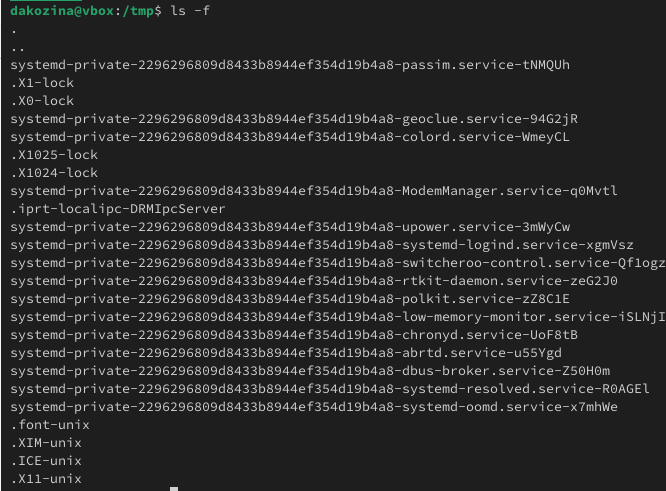 dakozina@vbox:/tmp$ ls -f
.
..
systemd-private-2296296809d8433b8944ef354d19b4a8-passim.service-tNMQUh
.X1-lock
.X0-lock
systemd-private-2296296809d8433b8944ef354d19b4a8-geoclue.service-94G2jR
systemd-private-2296296809d8433b8944ef354d19b4a8-colord.service-WmeyCL
.X1025-lock
.X1024-lock
systemd-private-2296296809d8433b8944ef354d19b4a8-ModemManager.service-q0Mvtl
.iprt-localipc-DRMIpcServer
systemd-private-2296296809d8433b8944ef354d19b4a8-upower.service-3mWyCw
systemd-private-2296296809d8433b8944ef354d19b4a8-systemd-logind.service-xgmVsz
systemd-private-2296296809d8433b8944ef354d19b4a8-switcheroo-control.service-Qf1ogz
systemd-private-2296296809d8433b8944ef354d19b4a8-rtkit-daemon.service-zeG2J0
systemd-private-2296296809d8433b8944ef354d19b4a8-polkit.service-zZ8C1E
systemd-private-2296296809d8433b8944ef354d19b4a8-low-memory-monitor.service-iSLNjI
systemd-private-2296296809d8433b8944ef354d19b4a8-chronyd.service-UoF8tB
systemd-private-2296296809d8433b8944ef354d19b4a8-abrtd.service-u55Ygd
systemd-private-2296296809d8433b8944ef354d19b4a8-dbus-broker.service-Z50H0m
systemd-private-2296296809d8433b8944ef354d19b4a8-systemd-resolved.service-R0AGEl
systemd-private-2296296809d8433b8944ef354d19b4a8-systemd-oomd.service-x7mhWe
.font-unix
.XIM-unix
.ICE-unix
.X11-unix